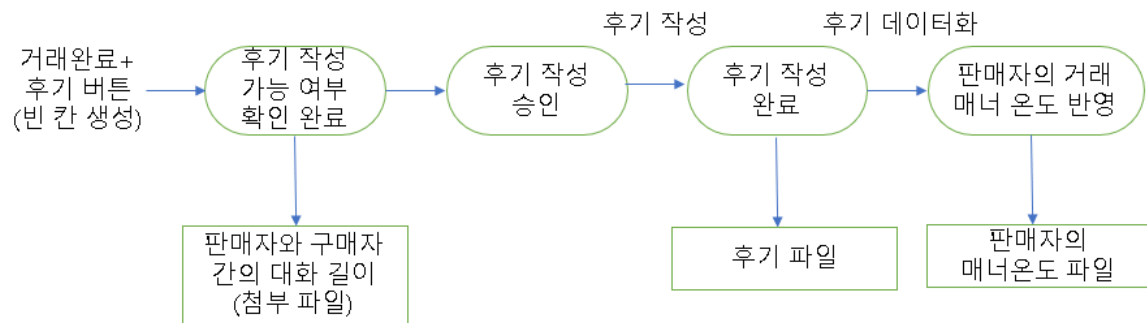 거래완료+
후기 버튼
(빈 칸 생성)
후기 작성
가능 여부
확인 완료
후기 작성
승인
후기 작성
후기 작성
완료
후기 데이터화
판매자의 거래
매너 온도 반영
판매자와 구매자
간의 대화 길이
(첨부 파일)
후기 파일
판매자의
매너온도 파일